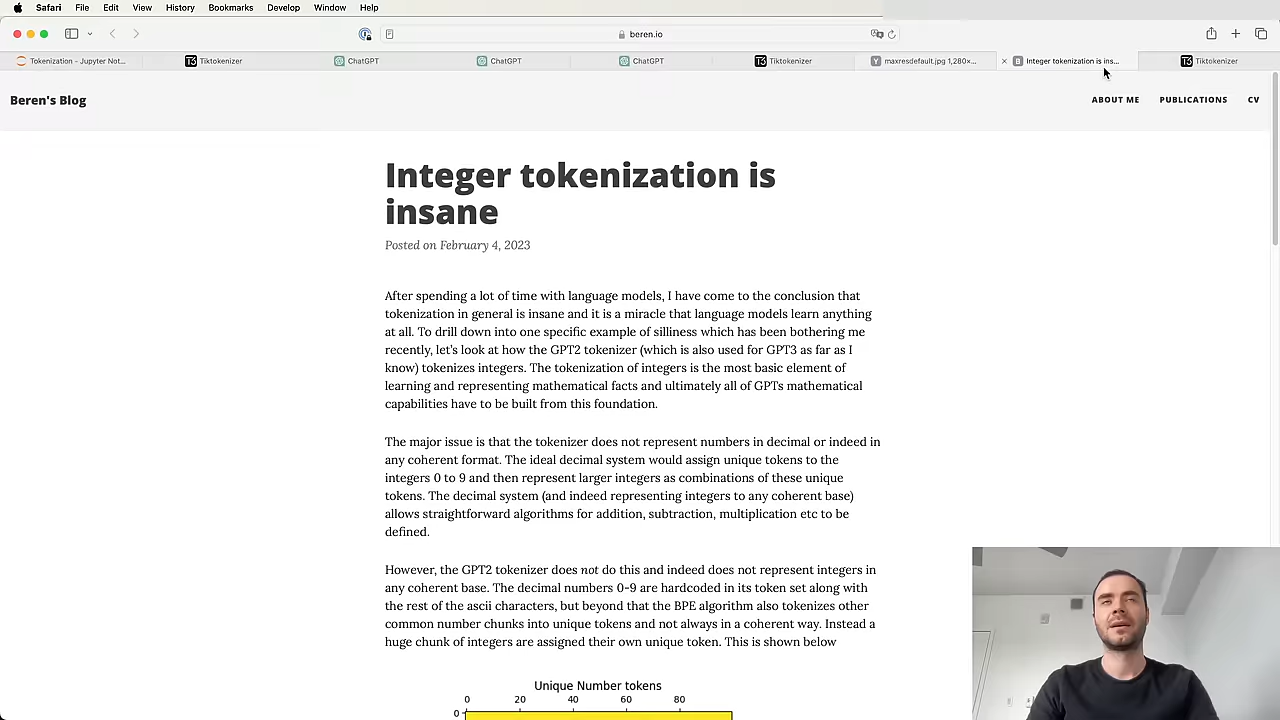 Safari File Edit View History Bookmarks Develop Window Help
beren.io
Tokenization - Jupyter Not... Tiktokenizer ChatGPT ChatGPT ChatGPT Tiktokenizer maxresdefault.jpg 1,280×... Integer tokenization is ins... Tiktokenizer
Beren's Blog ABOUT ME PUBLICATIONS CV
Integer tokenization is
insane
Posted on February 4, 2023
After spending a lot of time with language models, I have come to the conclusion that
tokenization in general is insane and it is a miracle that language models learn anything
at all. To drill down into one specific example of silliness which has been bothering me
recently, let's look at how the GPT2 tokenizer (which is also used for GPT3 as far as I
know) tokenizes integers. The tokenization of integers is the most basic element of
learning and representing mathematical facts and ultimately all of GPTs mathematical
capabilities have to be built from this foundation.
The major issue is that the tokenizer does not represent numbers in decimal or indeed in
any coherent format. The ideal decimal system would assign unique tokens to the
integers 0 to 9 and then represent larger integers as combinations of these unique
tokens. The decimal system (and indeed representing integers to any coherent base)
allows straightforward algorithms for addition, subtraction, multiplication etc to be
defined.
However, the GPT2 tokenizer does not do this and indeed does not represent integers in
any coherent base. The decimal numbers 0-9 are hardcoded in its token set along with
the rest of the ascii characters, but beyond that the BPE algorithm also tokenizes other
common number chunks into unique tokens and not always in a coherent way. Instead a
huge chunk of integers are assigned their own unique token. This is shown below
Unique Number tokens
0 20 40 60 80
0